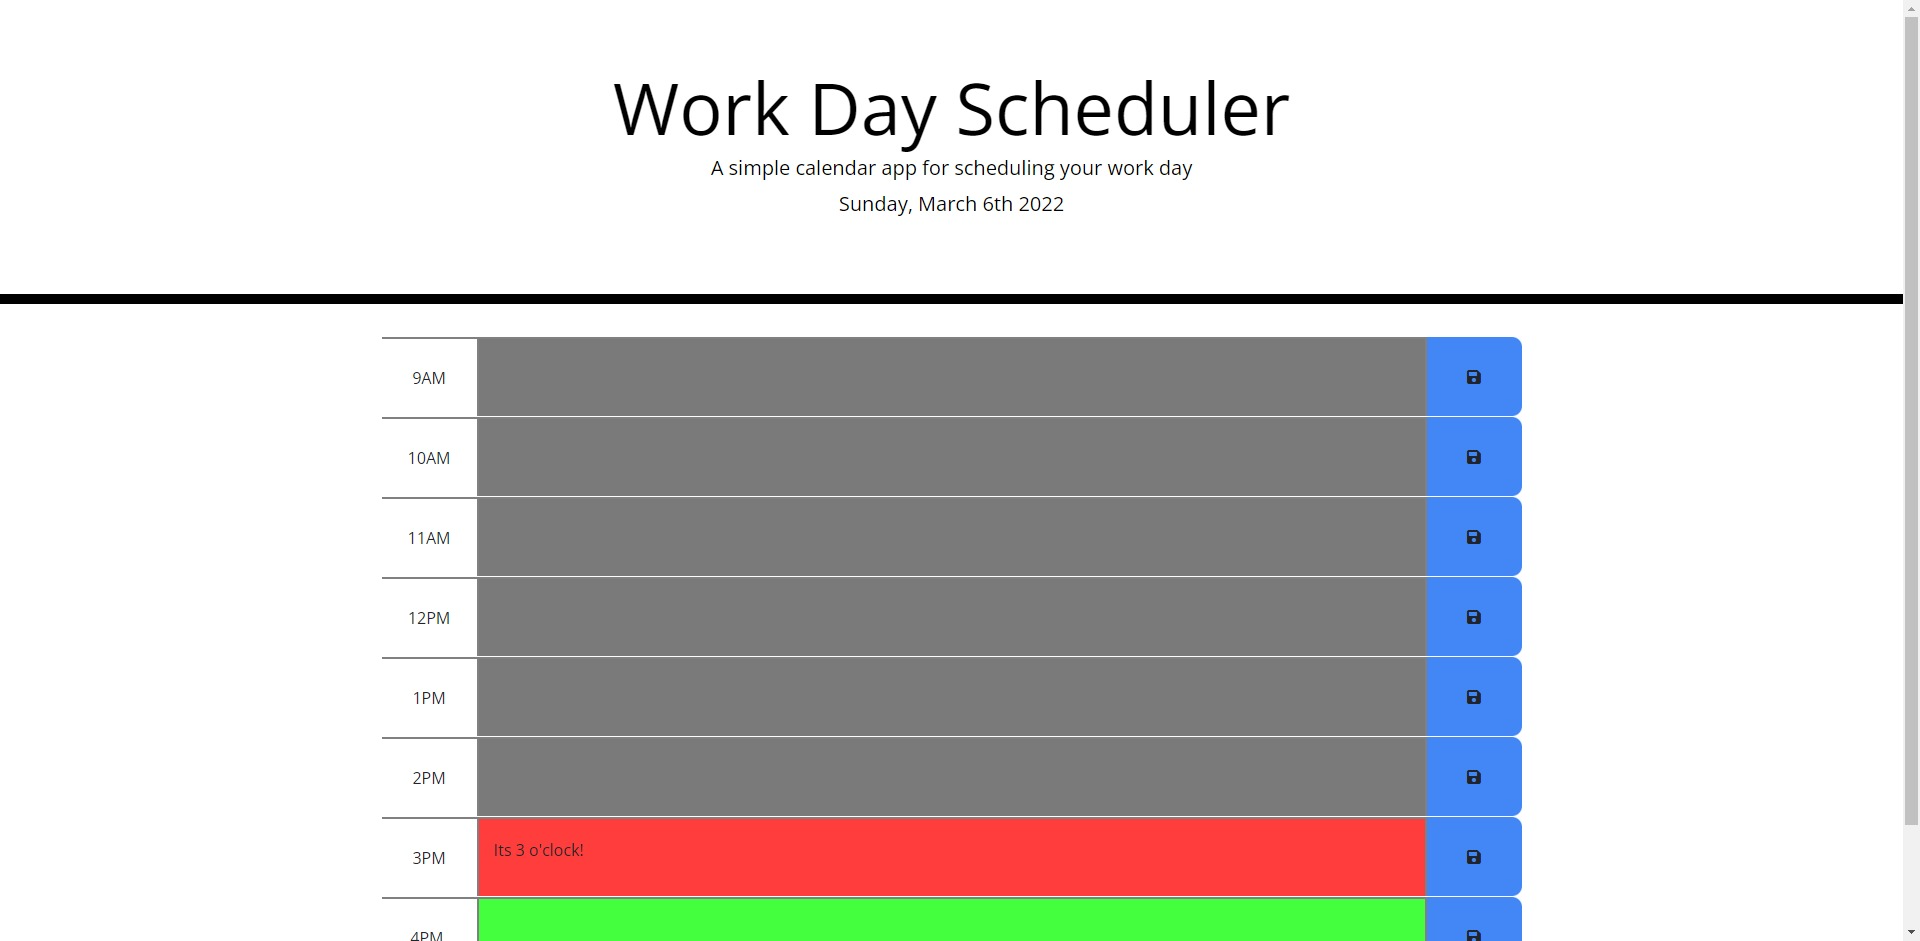 Work Day Scheduler
A simple calendar app for scheduling your work day
Sunday, March 6th 2022
9AM
10AM
11AM
12PM
1PM
2PM
3PM
Its 3 o'clock!
4PM